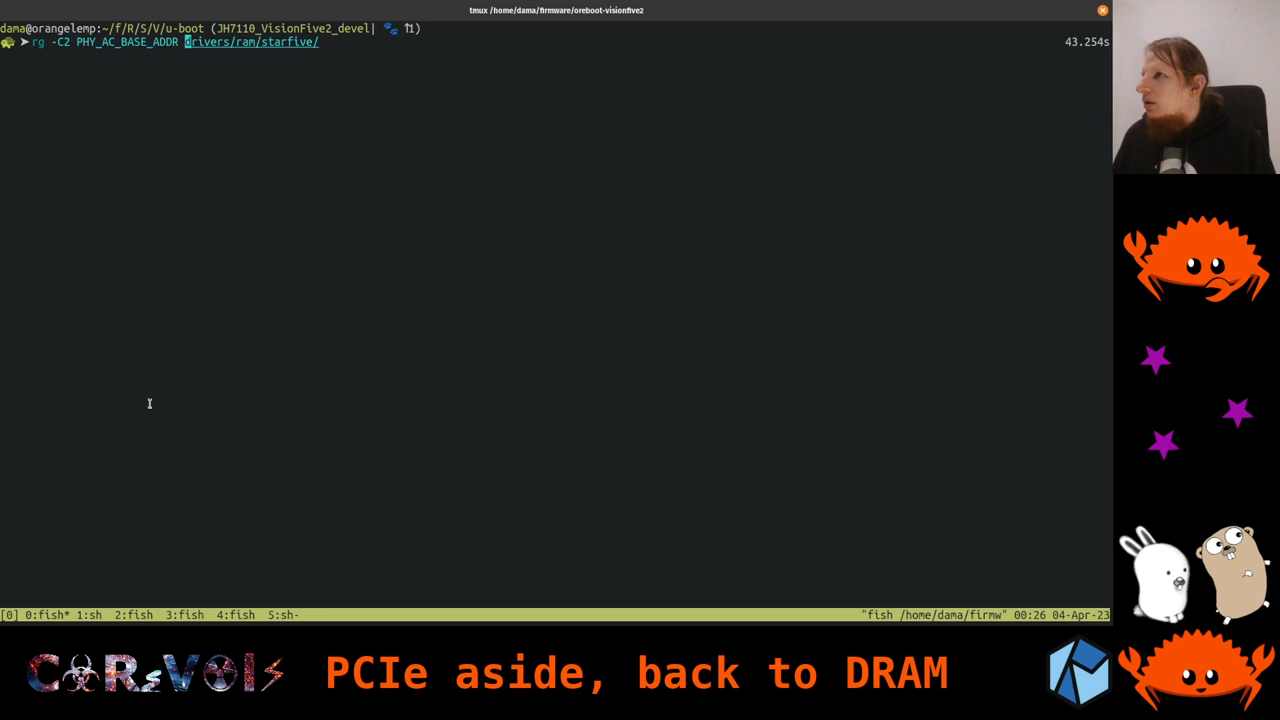 tmux /home/dama/firmware/oreboot-visionfive2
dama@orangelemp:~/f/R/S/V/u-boot (JH7110_VisionFive2_devel| 🐾 ⇡1)
🐢 ➤rg -C2 PHY_AC_BASE_ADDR drivers/ram/starfive/ 43.254s
[0] 0:fish* 1:sh 2:fish 3:fish 4:fish 5:sh- "fish /home/dama/firmw" 00:26 04-Apr-23
PCIe aside, back to DRAM